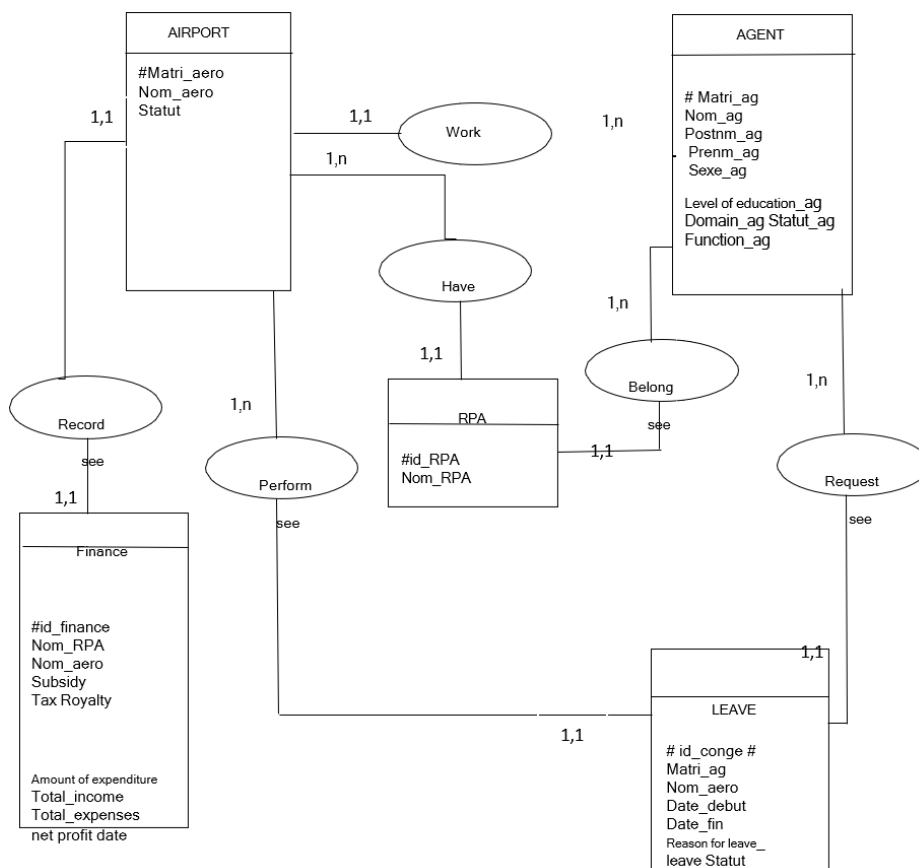 AIRPORT
#Matri_aero
Nom_aero
Statut
AGENT
# Matri_ag
Nom_ag
Postnm_ag
Prenm_ag
Sexe_ag
Level of education_ag
Domain_ag Statut_ag
Function_ag
1,1
1,1
Work
1,n
1,n
Have
1,1
1,n
Belong
see
1,1
RPA
#id_RPA
Nom_RPA
Record
see
1,1
1,n
Perform
see
1,n
Request
see
Finance
#id_finance
Nom_RPA
Nom_aero
Subsidy
Tax Royalty
Amount of expenditure
Total_income
Total_expenses
net profit date
1,1
1,1
LEAVE
# id_conge #
Matri_ag
Nom_aero
Date_debut
Date_fin
Reason for leave_
leave Statut